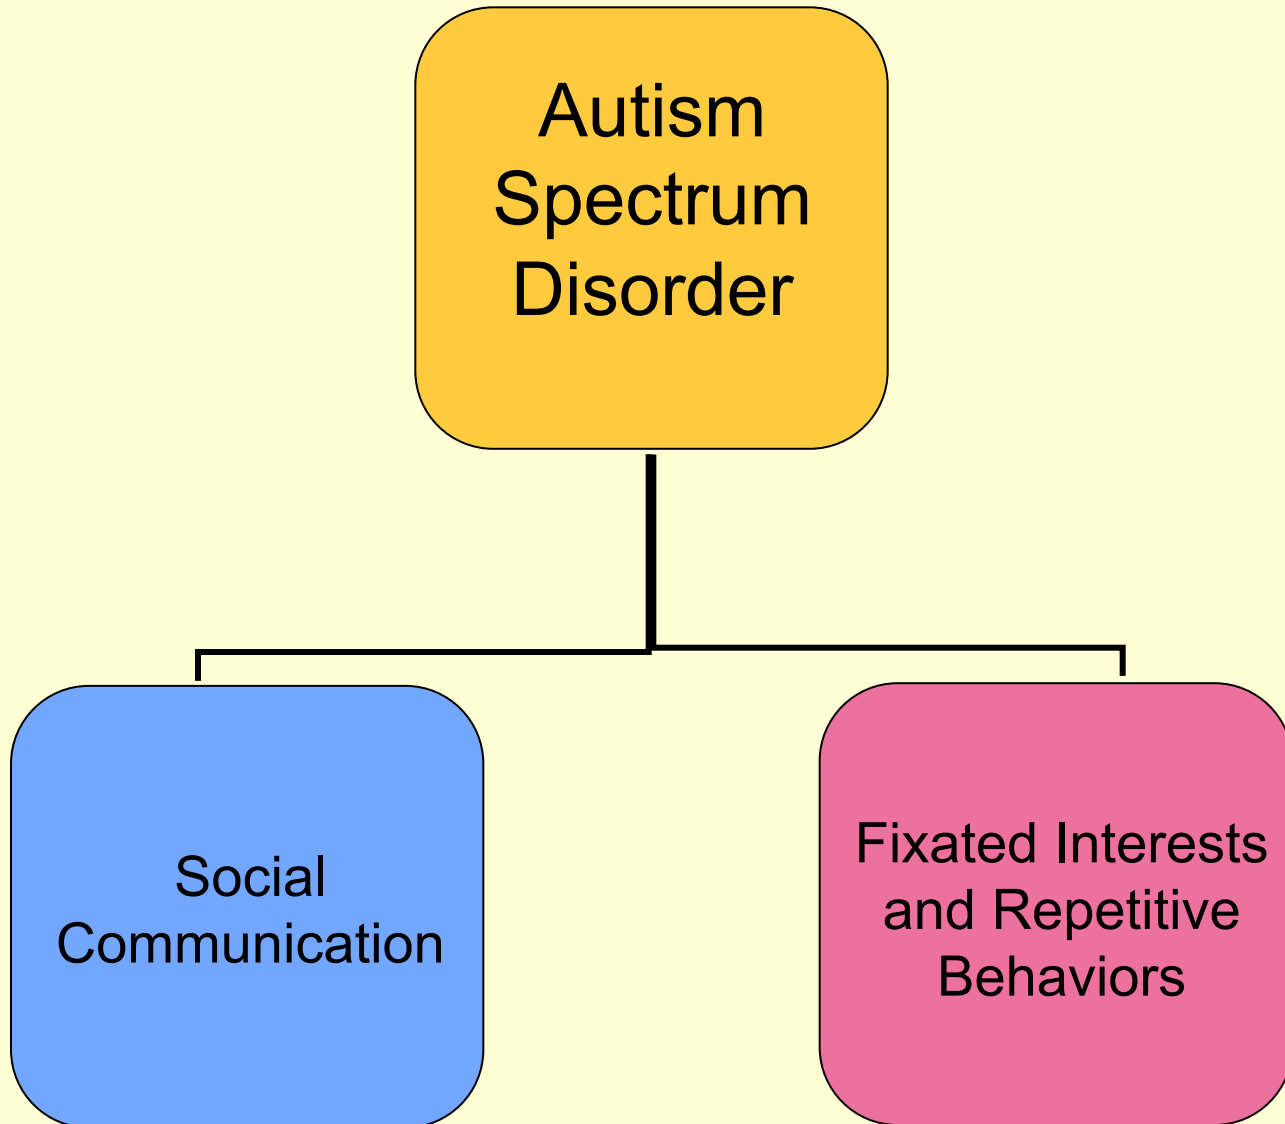 Autism
Spectrum
Disorder
Social
Communication
Fixated Interests
and Repetitive
Behaviors